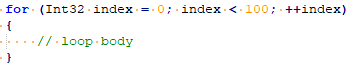 for (Int32 index = 0; index < 100; ++index)
{
    // loop body
}